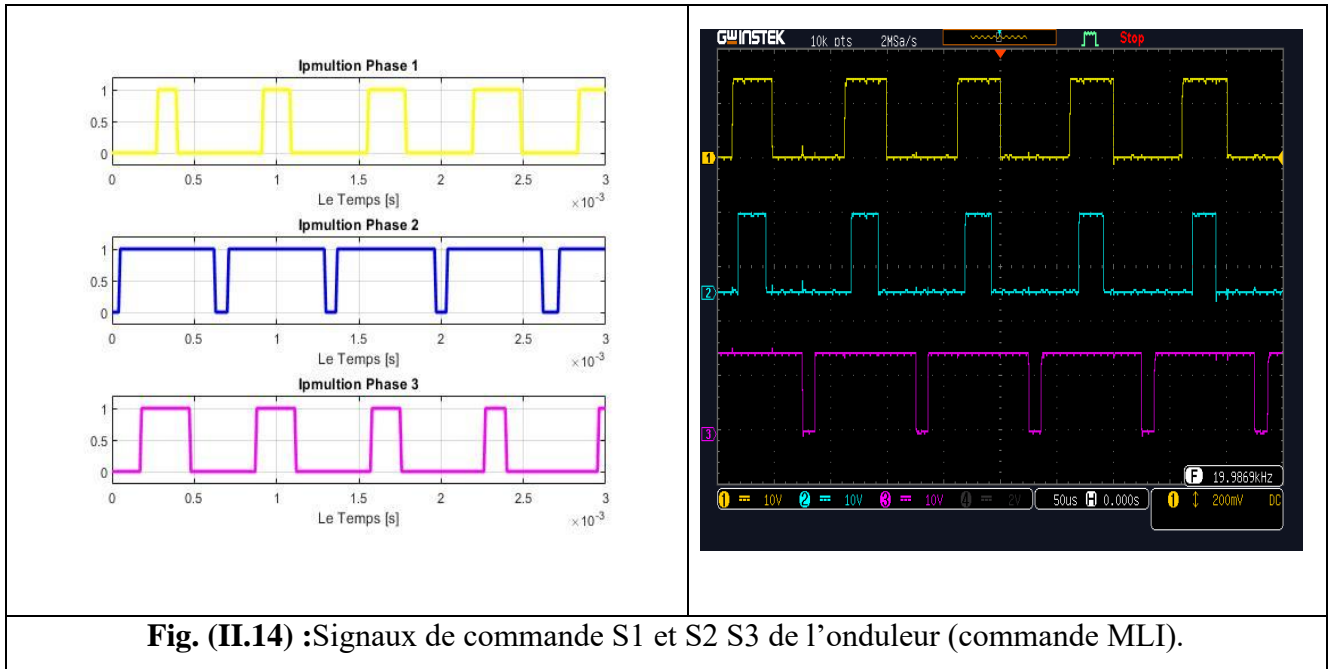 Ipmultion Phase 1
1
0.5
0
0 0.5 1 1.5 2 2.5 3
Le Temps [s]
×10-3
Ipmultion Phase 2
1
0.5
0
0 0.5 1 1.5 2 2.5 3
Le Temps [s]
×10-3
Ipmultion Phase 3
1
0.5
0
0 0.5 1 1.5 2 2.5 3
Le Temps [s]
×10-3
GWINSTEK 10k pts 2MSa/s Stop
1
2
3
F 19.9869kHz
1 10V 2 10V 3 10V 4 2V 50us H 0.000s 1 200mV DC
Fig. (II.14) :Signaux de commande S1 et S2 S3 de l’onduleur (commande MLI).